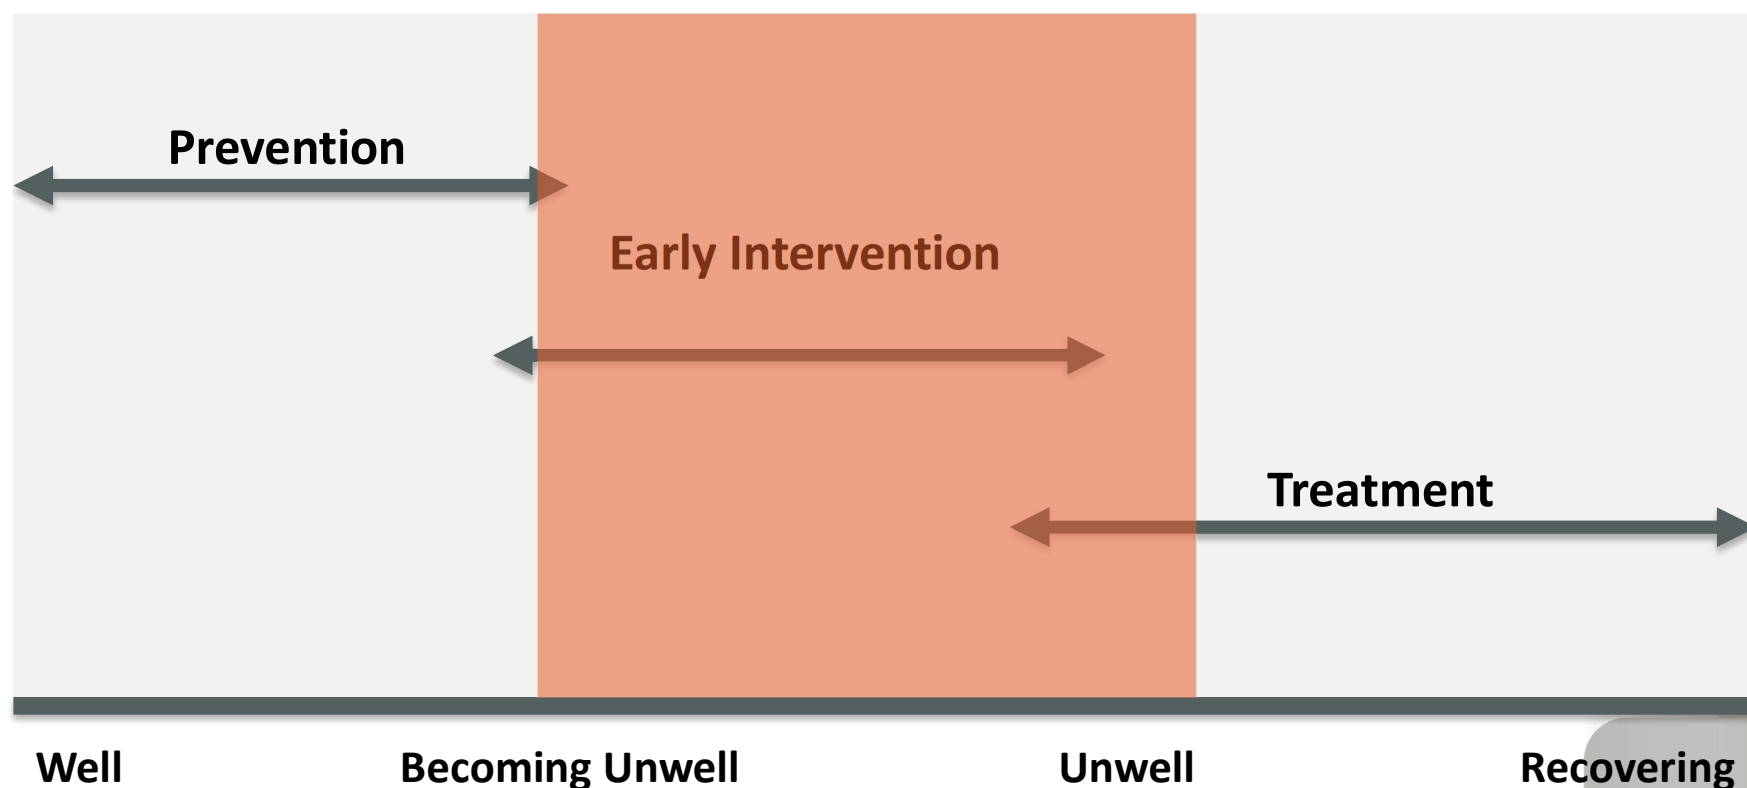 Prevention
Early Intervention
Treatment
Well
Becoming Unwell
Unwell
Recovering